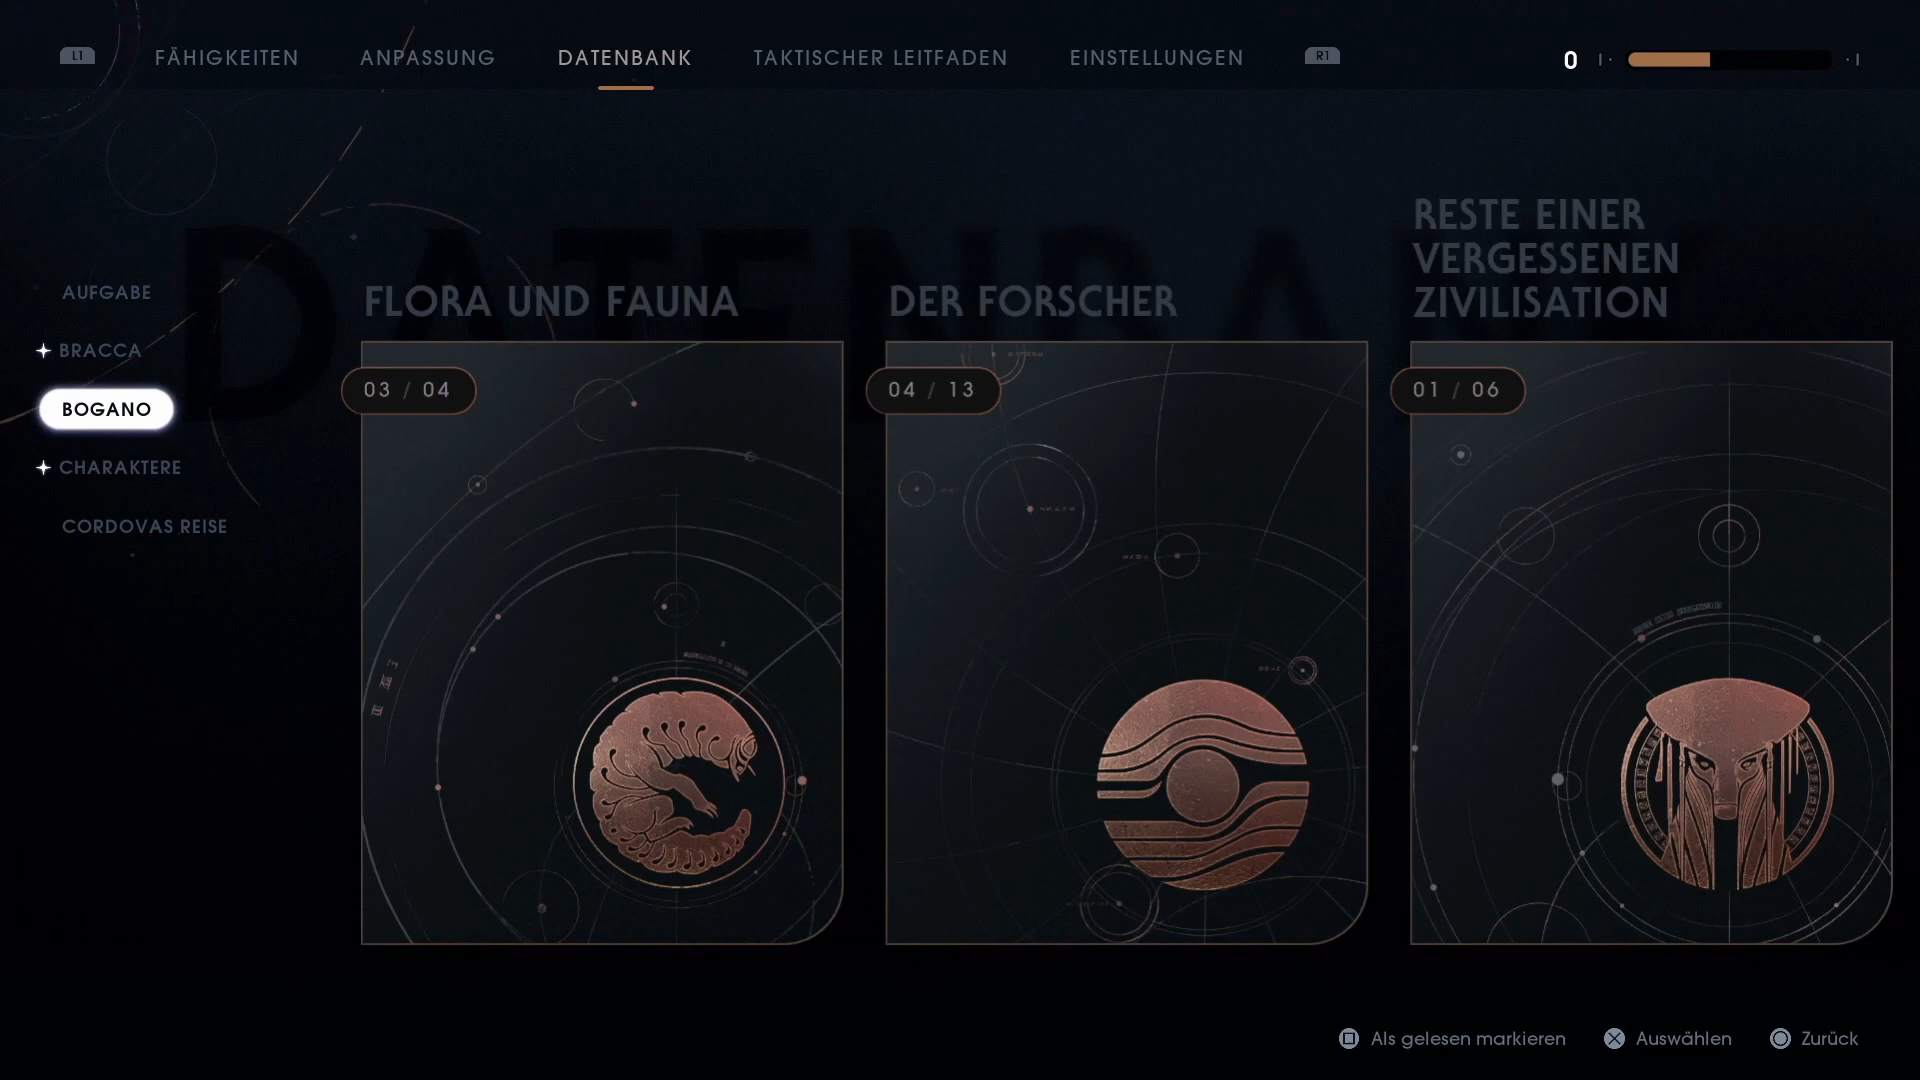 L1 FÄHIGKEITEN ANPASSUNG DATENBANK TAKTISCHER LEITFADEN EINSTELLUNGEN R1 0
DATENBA
AUFGABE
BRACCA
BOGANO
CHARAKTERE
CORDOVAS REISE
FLORA UND FAUNA
03 / 04
DER FORSCHER
04 / 13
RESTE EINER
VERGESSENEN
ZIVILISATION
01 / 06
Als gelesen markieren Auswählen Zurück